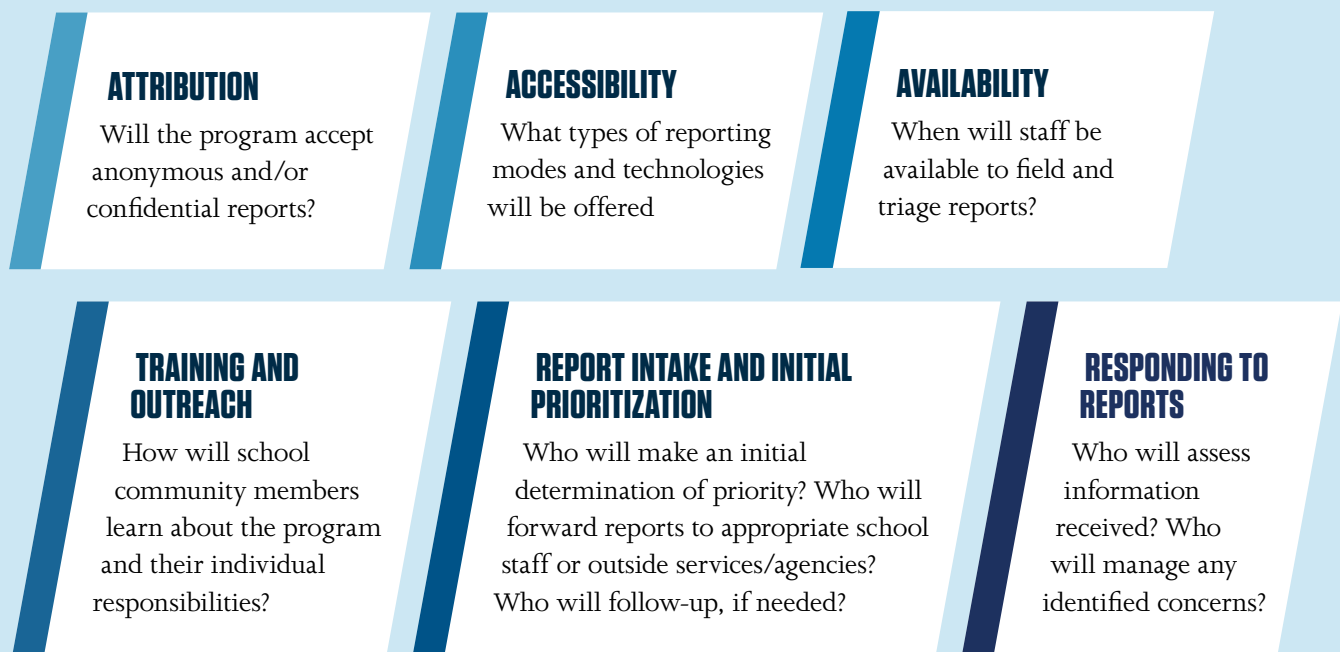 ATTRIBUTION
Will the program accept
anonymous and/or
confidential reports?
ACCESSIBILITY
What types of reporting
modes and technologies
will be offered
AVAILABILITY
When will staff be
available to field and
triage reports?
TRAINING AND
OUTREACH
How will school
community members
learn about the program
and their individual
responsibilities?
REPORT INTAKE AND INITIAL
PRIORITIZATION
Who will make an initial
determination of priority? Who will
forward reports to appropriate school
staff or outside services/agencies?
Who will follow-up, if needed?
RESPONDING TO
REPORTS
Who will assess
information
received? Who
will manage any
identified concerns?